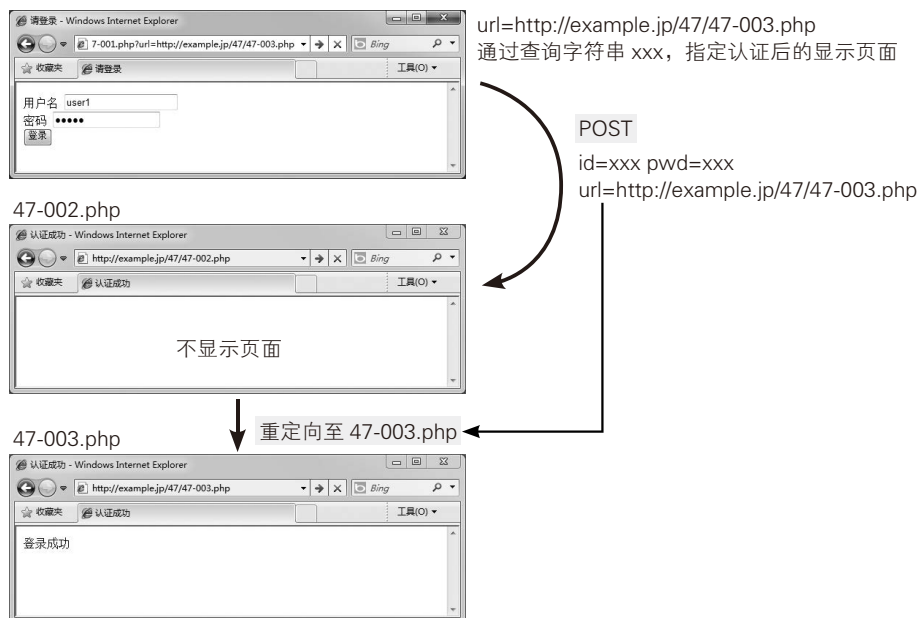 请登录 - Windows Internet Explorer
7-001.php?url=http://example.jp/47/47-003.php
Bing
收藏夹
请登录
工具(O)
用户名 user1
密码 •••••
登录
url=http://example.jp/47/47-003.php
通过查询字符串 xxx，指定认证后的显示页面
POST
id=xxx pwd=xxx
url=http://example.jp/47/47-003.php
47-002.php
认证成功 - Windows Internet Explorer
http://example.jp/47/47-002.php
Bing
收藏夹
认证成功
工具(O)
不显示页面
重定向至 47-003.php
47-003.php
认证成功 - Windows Internet Explorer
http://example.jp/47/47-003.php
Bing
收藏夹
认证成功
工具(O)
登录成功